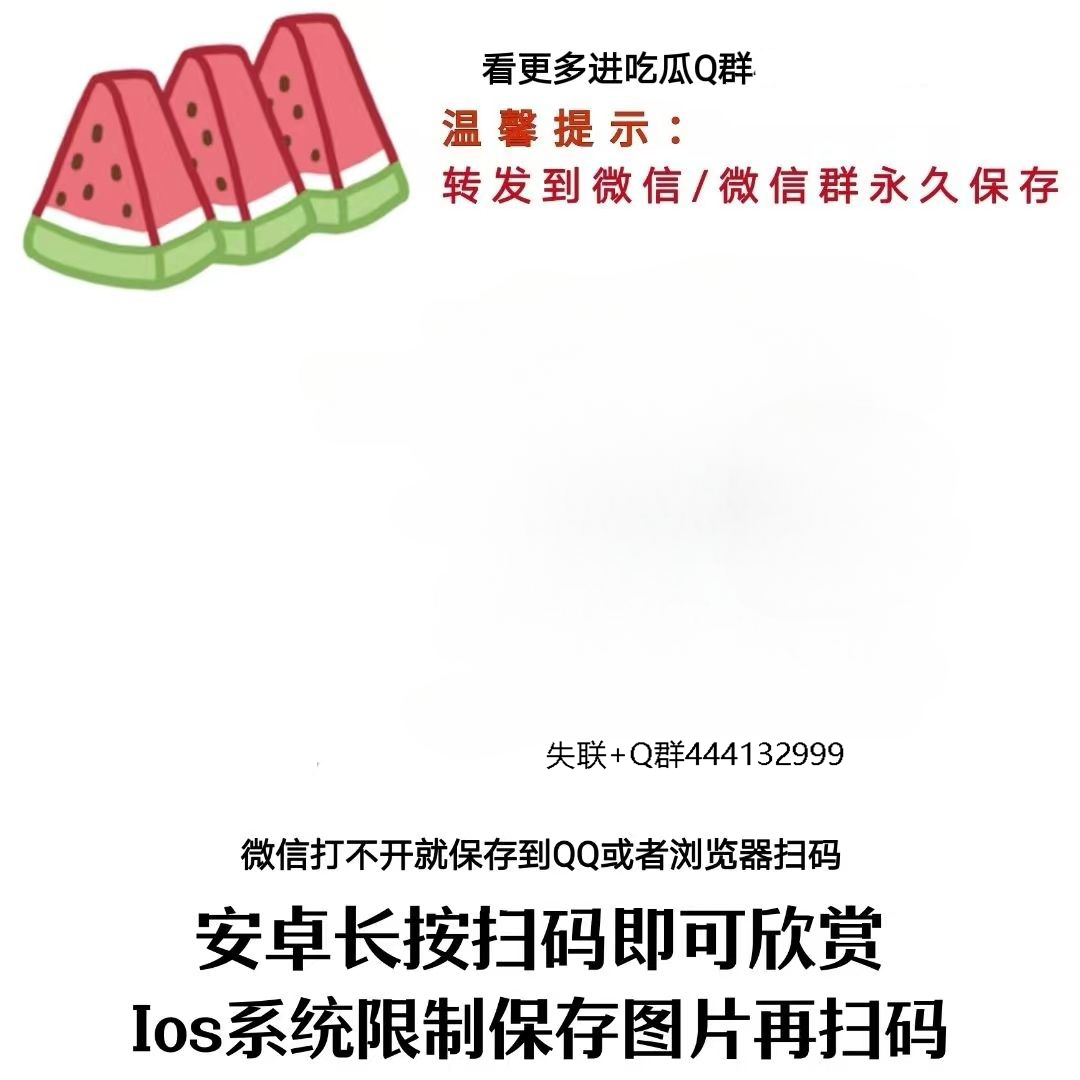 看更多进吃瓜Q群
温馨提示：
转发到微信/微信群永久保存
失联+Q群444132999
微信打不开就保存到QQ或者浏览器扫码
安卓长按扫码即可欣赏
Ios系统限制保存图片再扫码